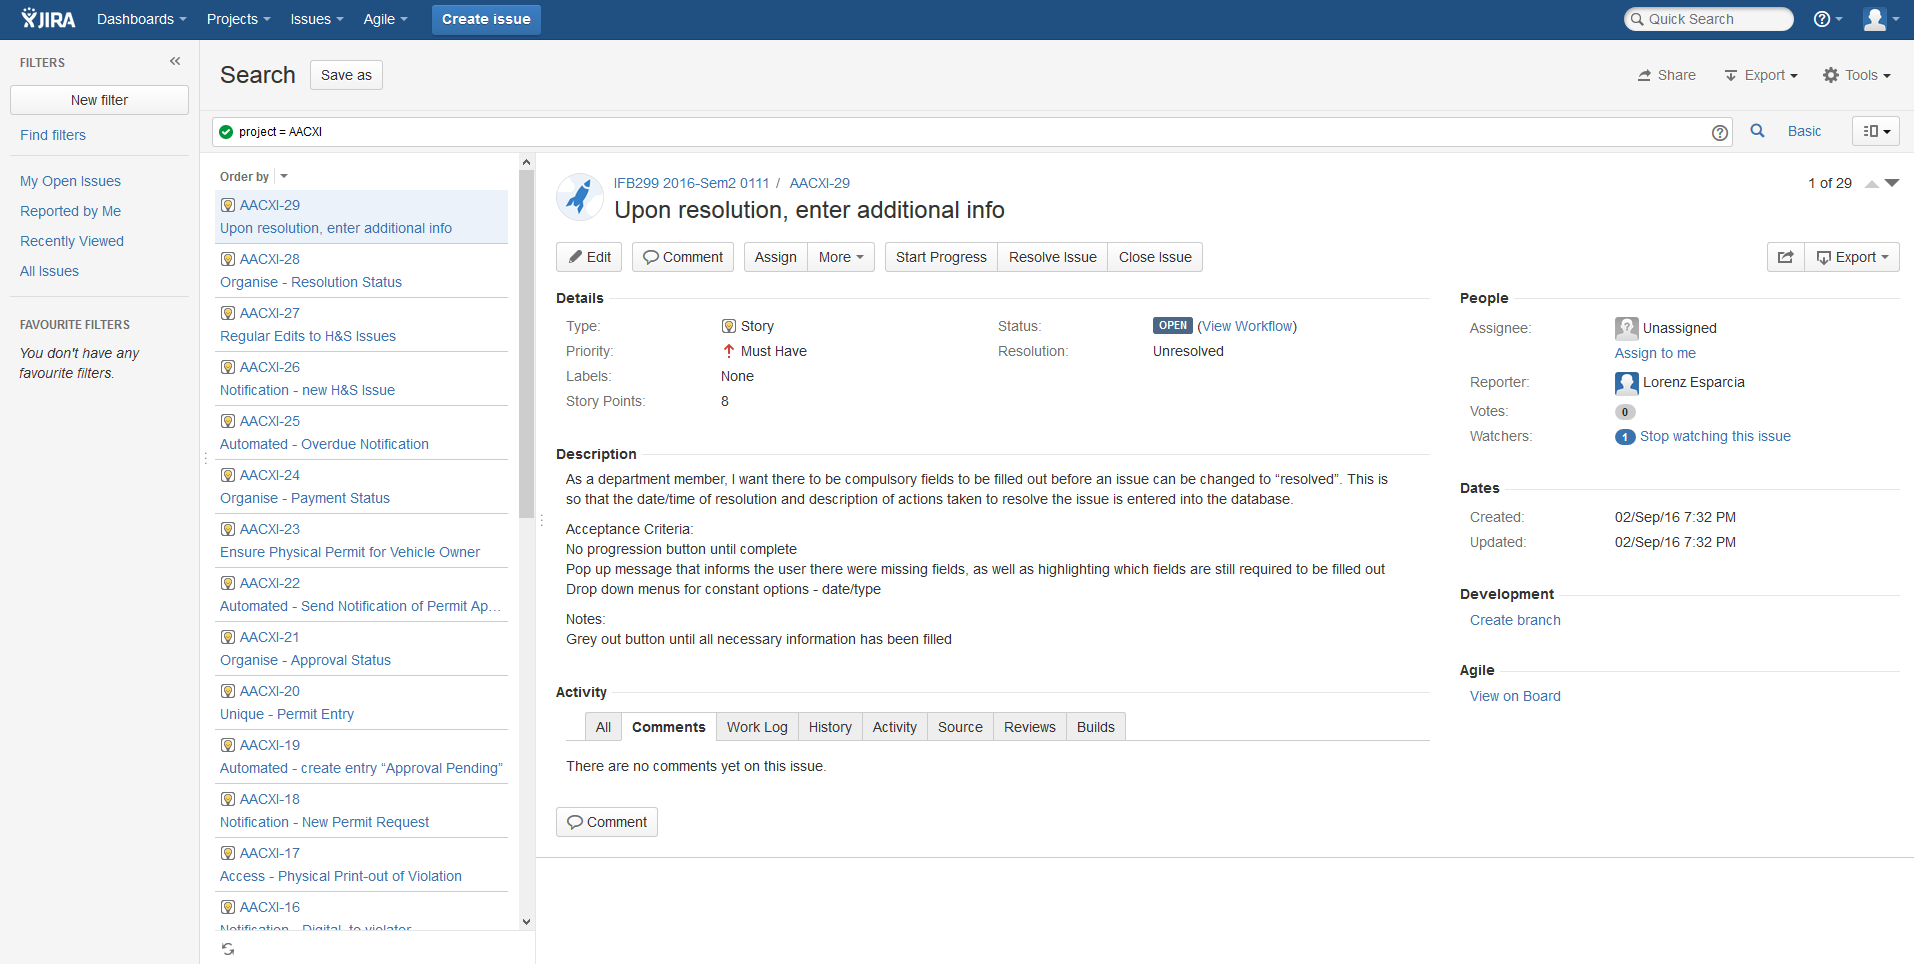 JIRA Dashboards Projects Issues Agile Create issue Quick Search
FILTERS
New filter
Find filters
My Open Issues
Reported by Me
Recently Viewed
All Issues
FAVOURITE FILTERS
You don't have any
favourite filters.
Search Save as
Share Export Tools
project = AACXI
Basic
Order by
AACXI-29
Upon resolution, enter additional info
AACXI-28
Organise - Resolution Status
AACXI-27
Regular Edits to H&S Issues
AACXI-26
Notification - new H&S Issue
AACXI-25
Automated - Overdue Notification
AACXI-24
Organise - Payment Status
AACXI-23
Ensure Physical Permit for Vehicle Owner
AACXI-22
Automated - Send Notification of Permit Ap...
AACXI-21
Organise - Approval Status
AACXI-20
Unique - Permit Entry
AACXI-19
Automated - create entry “Approval Pending”
AACXI-18
Notification - New Permit Request
AACXI-17
Access - Physical Print-out of Violation
AACXI-16
Notification - Digital, to violator
IFB299 2016-Sem2 0111 / AACXI-29
Upon resolution, enter additional info
1 of 29
Edit Comment Assign More Start Progress Resolve Issue Close Issue
Export
Details
Type: Story
Priority: Must Have
Labels: None
Story Points: 8
Status: OPEN (View Workflow)
Resolution: Unresolved
Description
As a department member, I want there to be compulsory fields to be filled out before an issue can be changed to “resolved”. This is
so that the date/time of resolution and description of actions taken to resolve the issue is entered into the database.
Acceptance Criteria:
No progression button until complete
Pop up message that informs the user there were missing fields, as well as highlighting which fields are still required to be filled out
Drop down menus for constant options - date/type
Notes:
Grey out button until all necessary information has been filled
Activity
All Comments Work Log History Activity Source Reviews Builds
There are no comments yet on this issue.
Comment
People
Assignee: Unassigned
Assign to me
Reporter: Lorenz Esparcia
Votes: 0
Watchers: 1 Stop watching this issue
Dates
Created: 02/Sep/16 7:32 PM
Updated: 02/Sep/16 7:32 PM
Development
Create branch
Agile
View on Board